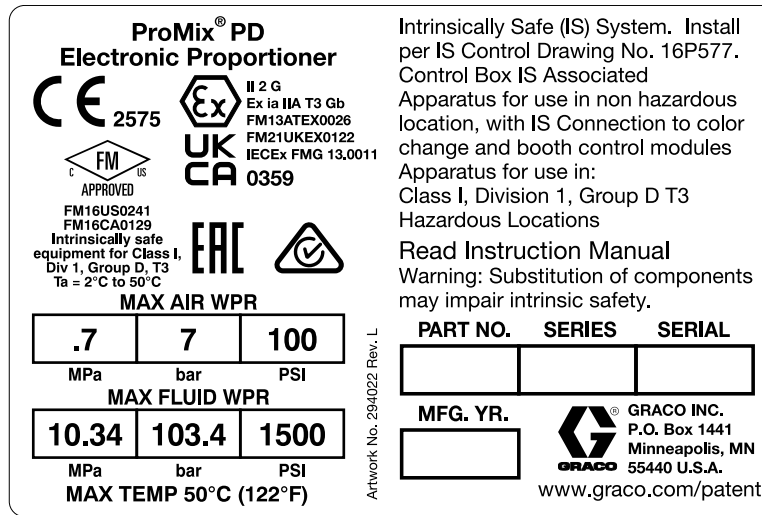 ProMix® PD
Electronic Proportioner
CE 2575
Ex
II 2 G
Ex ia IIA T3 Gb
FM13ATEX0026
FM21UKEX0122
IECEx FMG 13.0011
UK
CA 0359
C FM US
APPROVED
FM16US0241
FM16CA0129
Intrinsically safe
equipment for Class I,
Div 1, Group D, T3
Ta = 2°C to 50°C
EAC
MAX AIR WPR
.7 7 100
MPa bar PSI
MAX FLUID WPR
10.34 103.4 1500
MPa bar PSI
MAX TEMP 50°C (122°F)
Artwork No. 294022 Rev. L
Intrinsically Safe (IS) System. Install
per IS Control Drawing No. 16P577.
Control Box IS Associated
Apparatus for use in non hazardous
location, with IS Connection to color
change and booth control modules
Apparatus for use in:
Class I, Division 1, Group D T3
Hazardous Locations
Read Instruction Manual
Warning: Substitution of components
may impair intrinsic safety.
PART NO. SERIES SERIAL
MFG. YR.
G®
GRACO
GRACO INC.
P.O. Box 1441
Minneapolis, MN
55440 U.S.A.
www.graco.com/patent